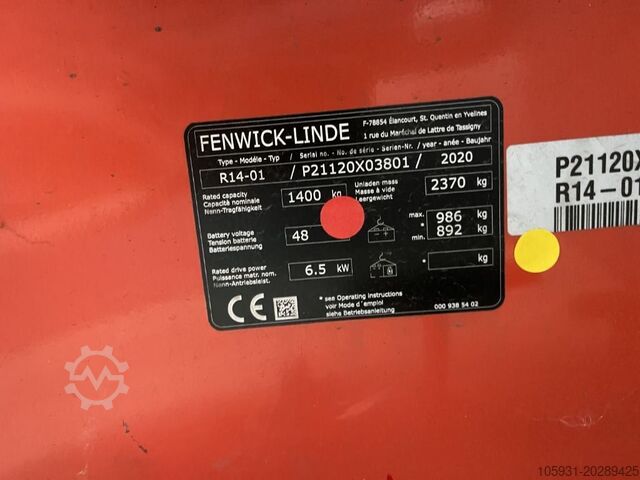 FENWICK-LINDE
F-78854 Élancourt, St. Quentin en Yvelines
1 rue du Maréchal de Lattre de Tassigny
Type - Modèle - Typ / Serial no. - No. de série - Serien-Nr. / year - année - Baujahr
R14-01 / P21120X03801 / 2020
Rated capacity
Capacité nominale
Nenn-Tragfähigkeit
1400 kg
Unladen mass
Masse à vide
Leergewicht
2370 kg
Battery voltage
Tension batterie
Batteriespannung
48
max. 986 kg
* min. 892 kg
Rated drive power
Puissance motr. nom.
Nenn-Antriebsleist.
6.5 kW
* kg
CE
* see Operating instructions
voir Mode d'emploi
siehe Betriebsanleitung
000 938 54 02
P21120X
R14-01
105931-20289425